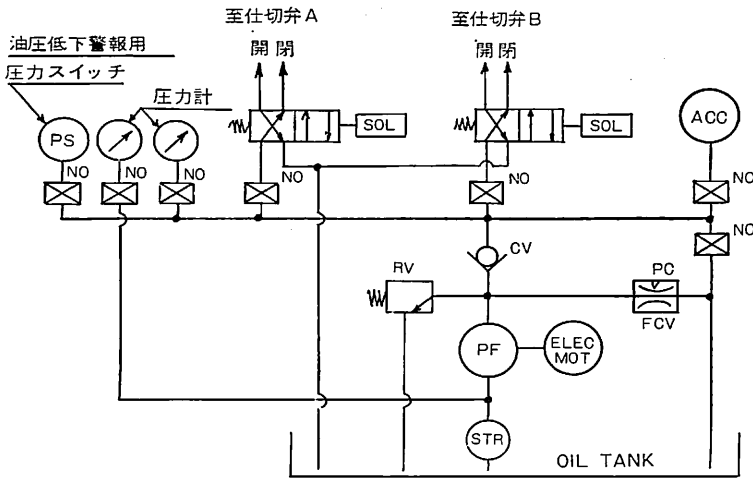 至仕切弁A
至仕切弁B
油圧低下警報用
開 閉
開 閉
圧力スイッチ
圧力計
PS
SOL
SOL
ACC
NO
NO
NO
NO
NO
NO
NC
CV
RV
PC
FCV
PF
ELEC
MOT
STR
OIL TANK